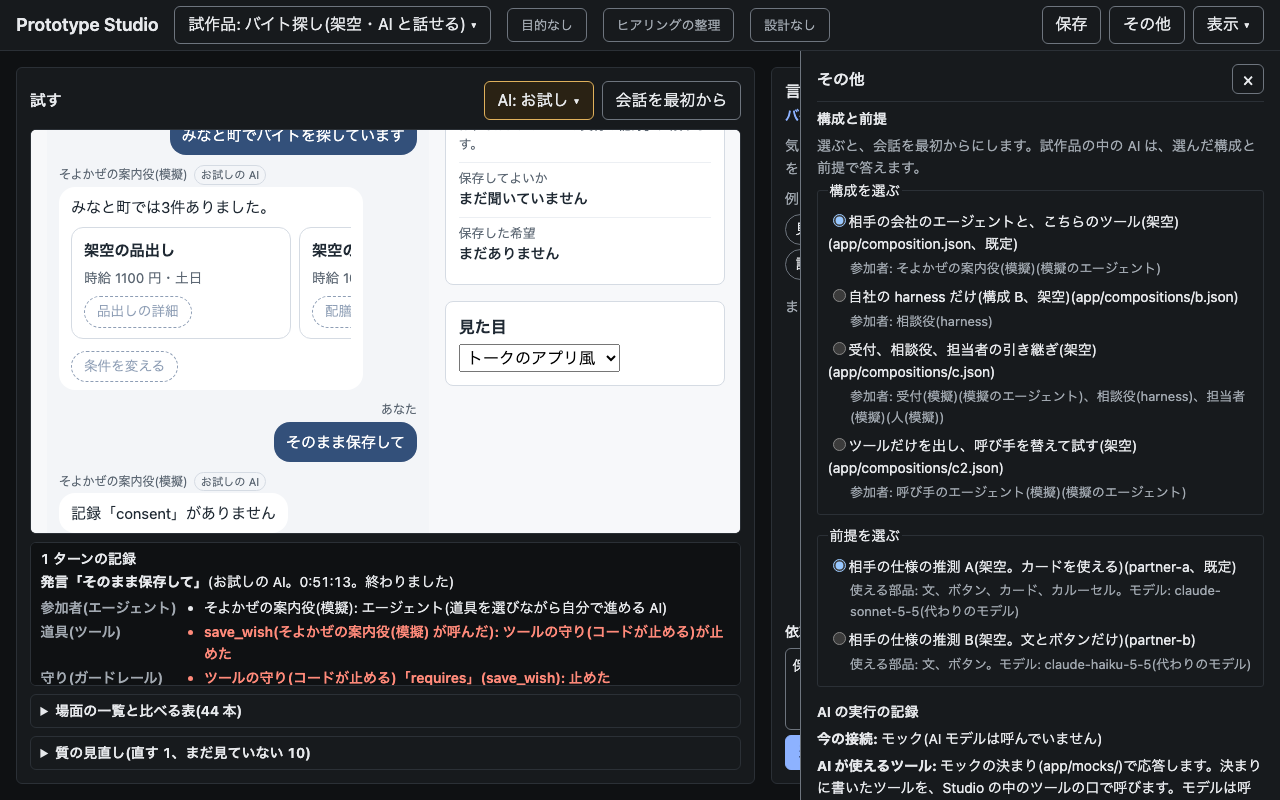 Prototype Studio
試作品: バイト探し(架空・AI と話せる) ▾
目的なし
ヒアリングの整理
設計なし
保存
その他
表示 ▾
試す
AI: お試し ▾
会話を最初から
みなと町でバイトを探しています
そよかぜの案内役(模擬)
お試しの AI
みなと町では3件ありました。
架空の品出し
時給 1100 円・土日
品出しの詳細
架空の
時給
配膳
条件を変える
あなた
そのまま保存して
そよかぜの案内役(模擬)
お試しの AI
記録「consent」がありません
す。
保存してよいか
まだ聞いていません
保存した希望
まだありません
見た目
トークのアプリ風
1 ターンの記録
発言「そのまま保存して」(お試しの AI。0:51:13。終わりました)
参加者(エージェント)
• そよかぜの案内役(模擬): エージェント(道具を選びながら自分で進める AI)
道具(ツール)
• save_wish(そよかぜの案内役(模擬) が呼んだ): ツールの守り(コードが止める)が止
めた
守り(ガードレール)
• ツールの守り(コードが止める)「requires」(save_wish): 止めた
▶ 場面の一覧と比べる表(44 本)
▶ 質の見直し(直す 1、まだ見ていない 10)
気
を
例
ま
その他
×
構成と前提
選ぶと、会話を最初からにします。試作品の中の AI は、選んだ構成と
前提で答えます。
構成を選ぶ
相手の会社のエージェントと、こちらのツール(架空)
(app/composition.json、既定)
参加者: そよかぜの案内役(模擬)(模擬のエージェント)
自社の harness だけ(構成 B、架空)(app/compositions/b.json)
参加者: 相談役(harness)
受付、相談役、担当者の引き継ぎ(架空)
(app/compositions/c.json)
参加者: 受付(模擬)(模擬のエージェント)、相談役(harness)、担当者
(模擬)(人(模擬))
ツールだけを出し、呼び手を替えて試す(架空)
(app/compositions/c2.json)
参加者: 呼び手のエージェント(模擬)(模擬のエージェント)
前提を選ぶ
相手の仕様の推測 A(架空。カードを使える)(partner-a、既定)
使える部品: 文、ボタン、カード、カルーセル。モデル: claude-
sonnet-5-5(代わりのモデル)
相手の仕様の推測 B(架空。文とボタンだけ)(partner-b)
使える部品: 文、ボタン。モデル: claude-haiku-5-5(代わりのモデル)
AI の実行の記録
今の接続: モック(AI モデルは呼んでいません)
AI が使えるツール: モックの決まり(app/mocks/)で応答します。決まり
に書いたツールを、Studio の中のツールの口で呼びます。モデルは呼